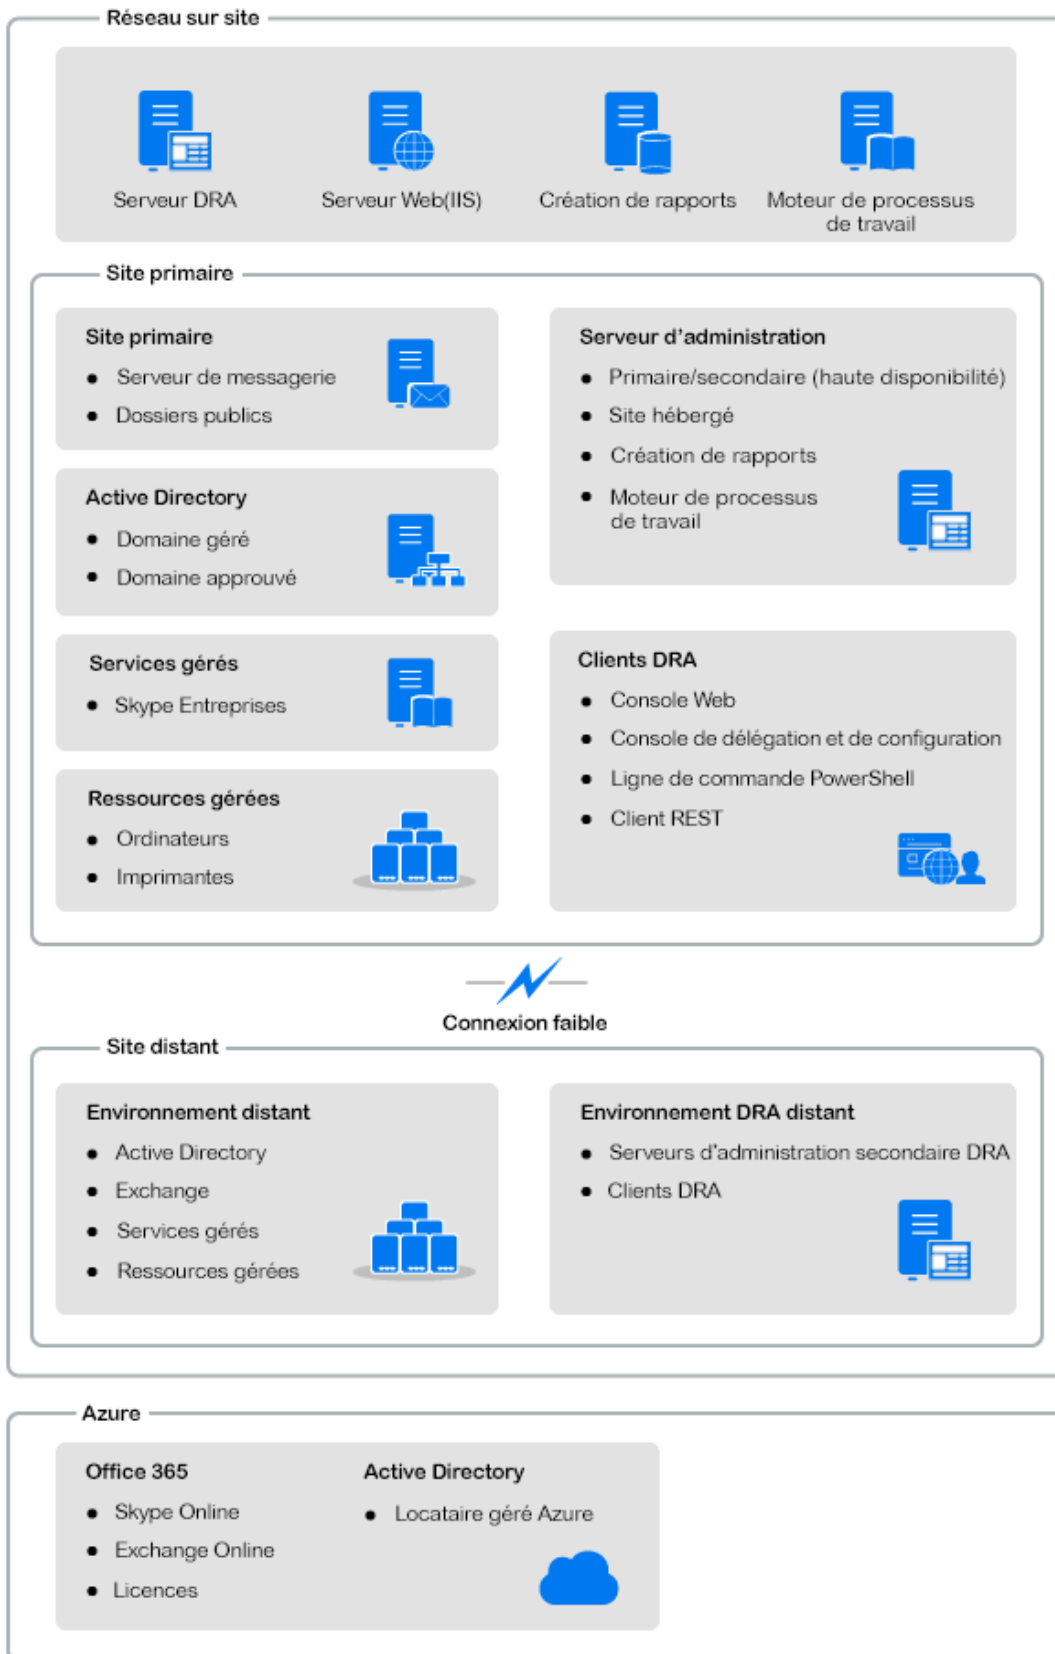 Réseau sur site
Serveur DRA
Serveur Web(IIS)
Création de rapports
Moteur de processus
de travail
Site primaire
Site primaire
● Serveur de messagerie
● Dossiers publics
Active Directory
● Domaine géré
● Domaine approuvé
Services gérés
● Skype Entreprises
Ressources gérées
● Ordinateurs
● Imprimantes
Serveur d'administration
● Primaire/secondaire (haute disponibilité)
● Site hébergé
● Création de rapports
● Moteur de processus
de travail
Clients DRA
● Console Web
● Console de délégation et de configuration
● Ligne de commande PowerShell
● Client REST
Connexion faible
Site distant
Environnement distant
● Active Directory
● Exchange
● Services gérés
● Ressources gérées
Environnement DRA distant
● Serveurs d'administration secondaire DRA
● Clients DRA
Azure
Office 365
● Skype Online
● Exchange Online
● Licences
Active Directory
● Locataire géré Azure